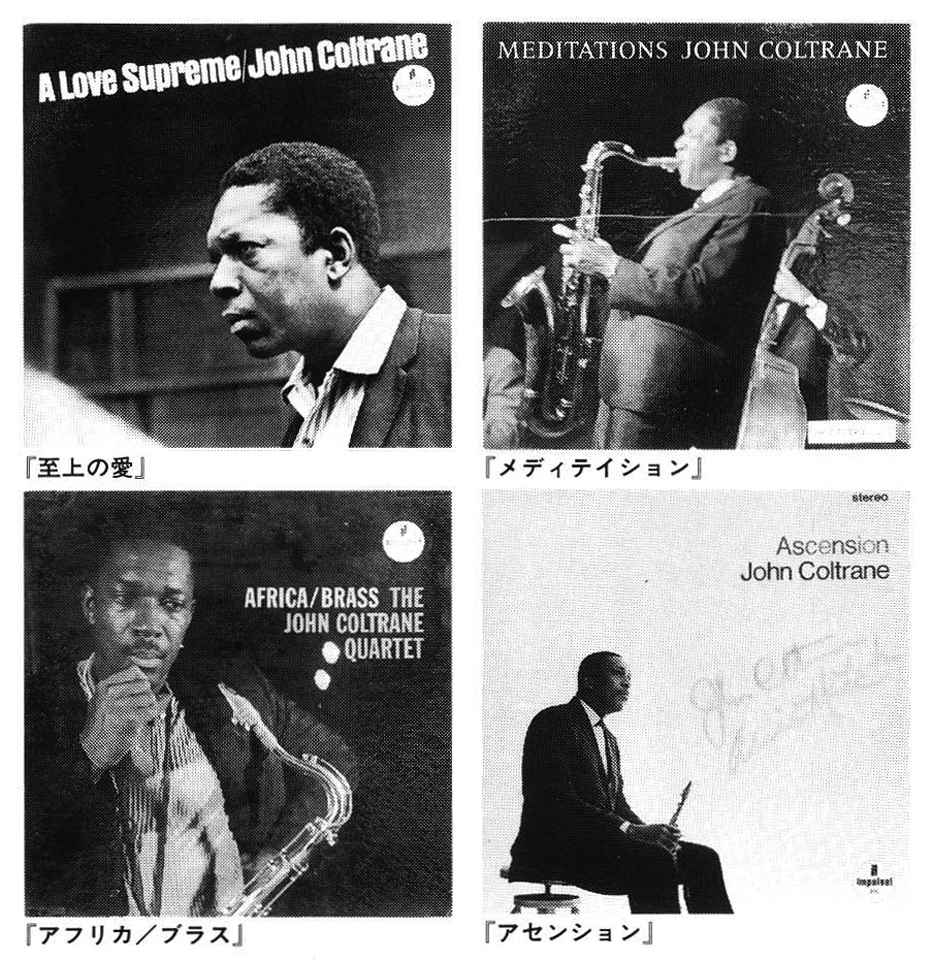 A Love Supreme/John Coltrane
『至上の愛』
MEDITATIONS JOHN COLTRANE
『メディテイション』
AFRICA/BRASS THE
JOHN COLTRANE
QUARTET
『アフリカ／ブラス』
stereo
Ascension
John Coltrane
impulse!
『アセンション』